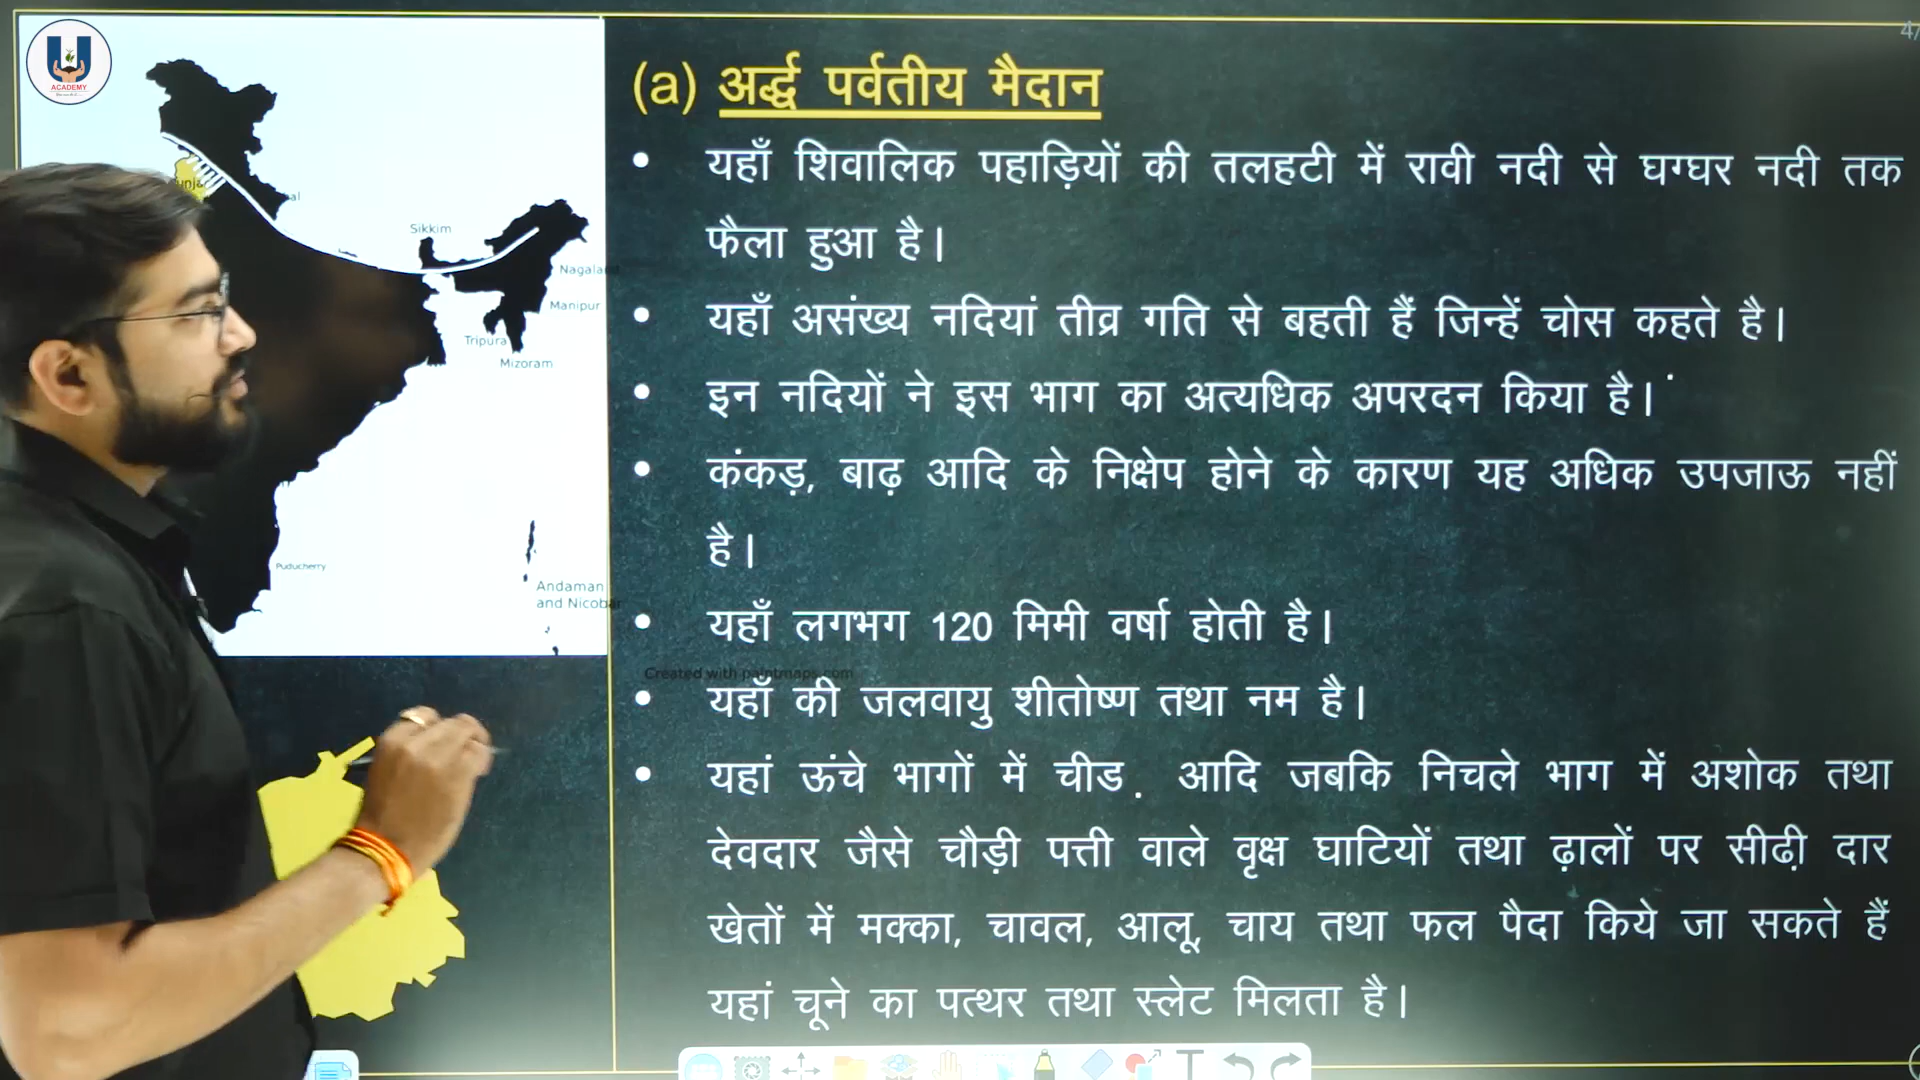 U
ACADEMY
(a) अर्द्ध पर्वतीय मैदान
• यहाँ शिवालिक पहाड़ियों की तलहटी में रावी नदी से घग्घर नदी तक
फैला हुआ है।
• यहाँ असंख्य नदियां तीव्र गति से बहती हैं जिन्हें चोस कहते है।
• इन नदियों ने इस भाग का अत्यधिक अपरदन किया है।
• कंकड़, बाढ़ आदि के निक्षेप होने के कारण यह अधिक उपजाऊ नहीं
है।
• यहाँ लगभग 120 मिमी वर्षा होती है।
• यहाँ की जलवायु शीतोष्ण तथा नम है।
• यहां ऊंचे भागों में चीड . आदि जबकि निचले भाग में अशोक तथा
देवदार जैसे चौड़ी पत्ती वाले वृक्ष घाटियों तथा ढ़ालों पर सीढी़ दार
खेतों में मक्का, चावल, आलू, चाय तथा फल पैदा किये जा सकते हैं
यहां चूने का पत्थर तथा स्लेट मिलता है।
Sikkim
Manipur
Tripura
Mizoram
Puducherry
Andaman
and Nicobar
Created with paintmaps.com
T